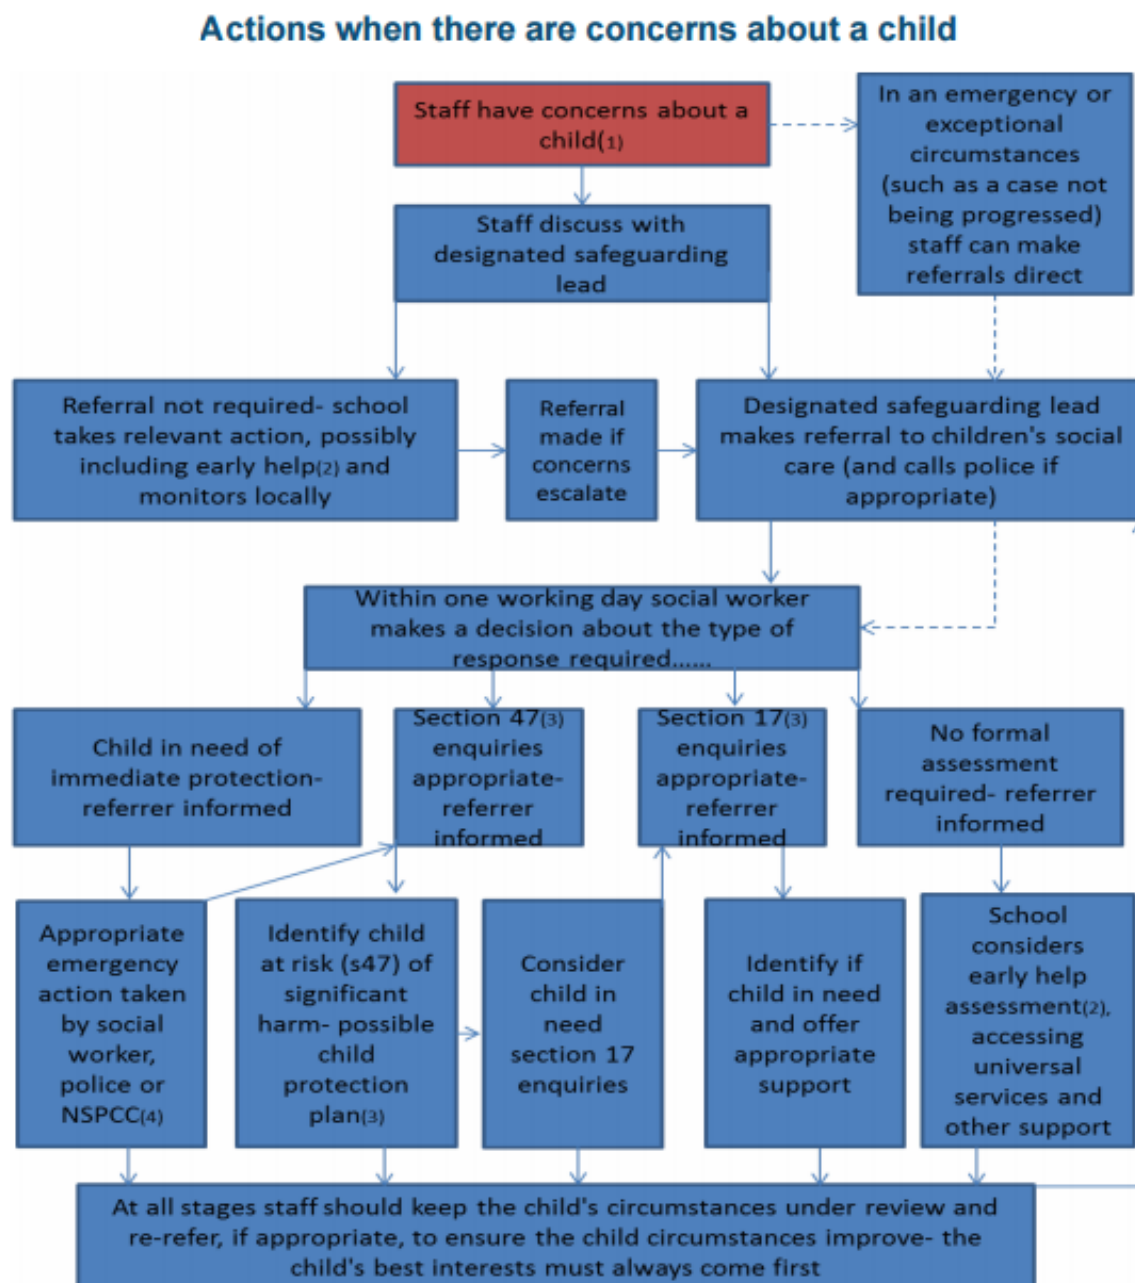 Actions when there are concerns about a child
Staff have concerns about a
child(1)
In an emergency or
exceptional
circumstances
(such as a case not
being progressed)
staff can make
referrals direct
Staff discuss with
designated safeguarding
lead
Referral not required- school
takes relevant action, possibly
including early help(2) and
monitors locally
Referral
made if
concerns
escalate
Designated safeguarding lead
makes referral to children's social
care (and calls police if
appropriate)
Within one working day social worker
makes a decision about the type of
response required......
Child in need of
immediate protection-
referrer informed
Section 47(3)
enquiries
appropriate-
referrer
informed
Section 17(3)
enquiries
appropriate-
referrer
informed
No formal
assessment
required- referrer
informed
Appropriate
emergency
action taken
by social
worker,
police or
NSPCC(4)
Identify child
at risk (s47) of
significant
harm- possible
child
protection
plan(3)
Consider
child in
need
section 17
enquiries
Identify if
child in need
and offer
appropriate
support
School
considers
early help
assessment(2),
accessing
universal
services and
other support
At all stages staff should keep the child's circumstances under review and
re-refer, if appropriate, to ensure the child circumstances improve- the
child's best interests must always come first